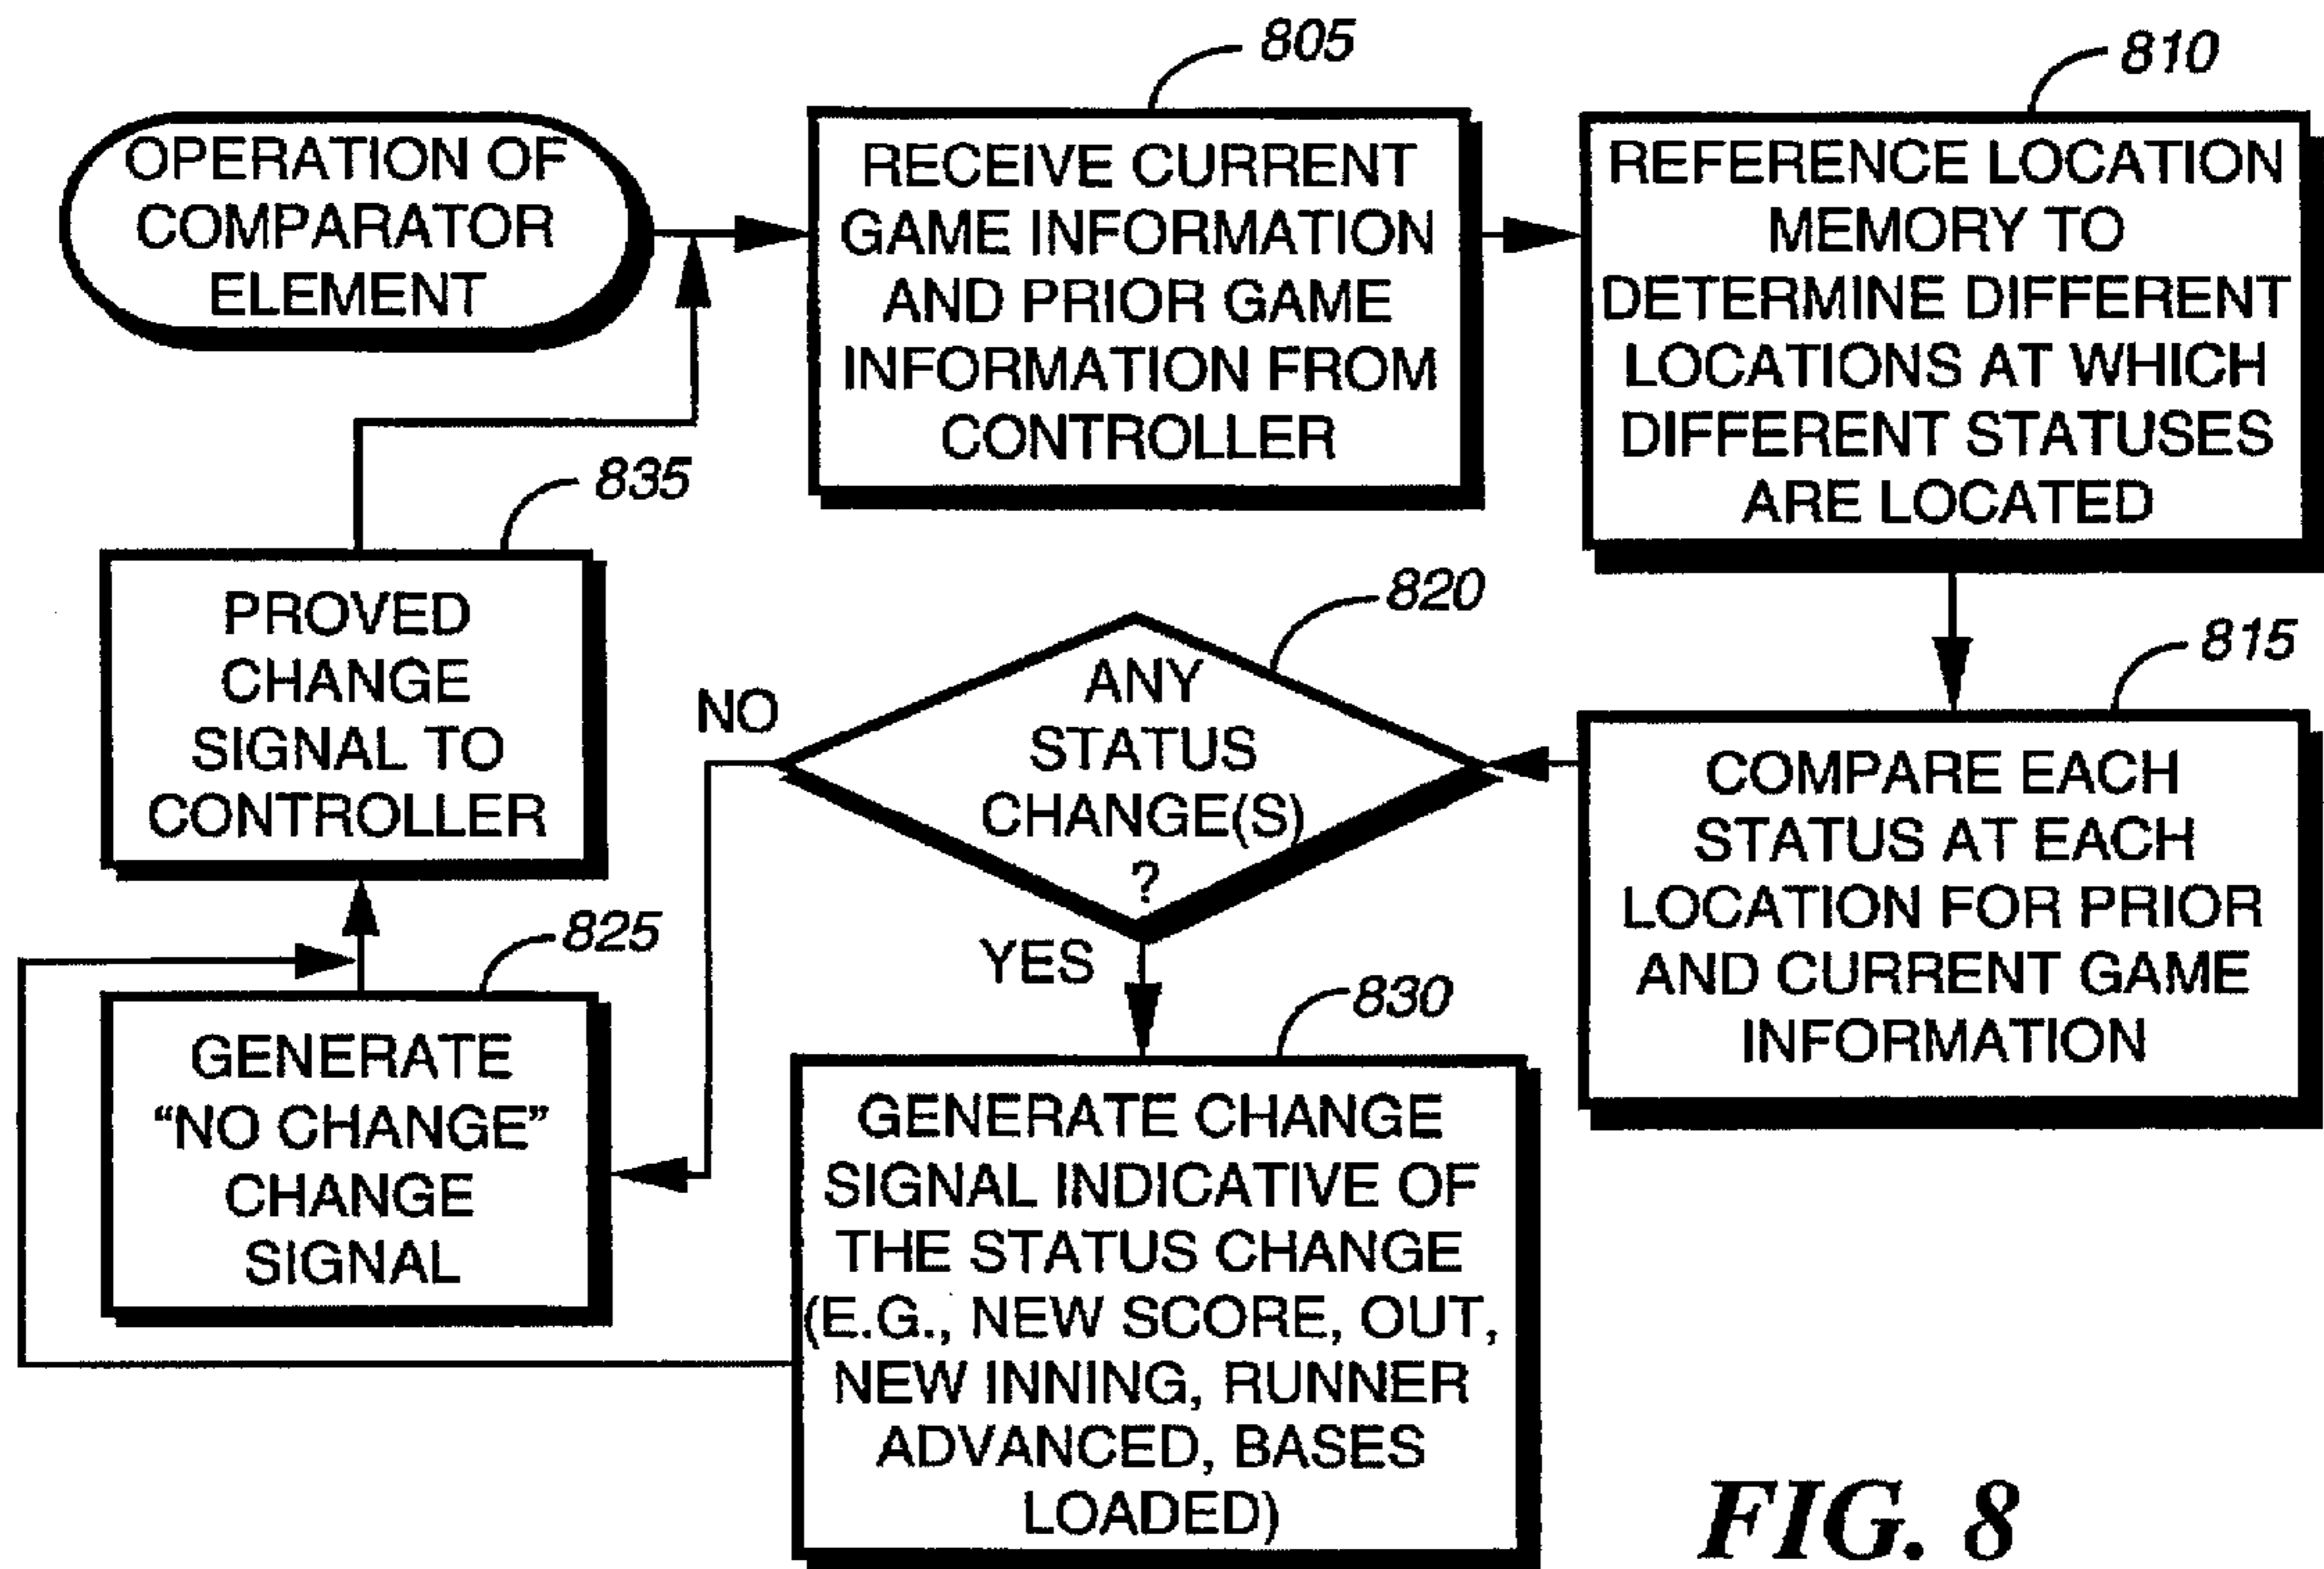 OPERATION OF
COMPARATOR
ELEMENT
805
RECEIVE CURRENT
GAME INFORMATION
AND PRIOR GAME
INFORMATION FROM
CONTROLLER
810
REFERENCE LOCATION
MEMORY TO
DETERMINE DIFFERENT
LOCATIONS AT WHICH
DIFFERENT STATUSES
ARE LOCATED
815
COMPARE EACH
STATUS AT EACH
LOCATION FOR PRIOR
AND CURRENT GAME
INFORMATION
820
ANY
STATUS
CHANGE(S)
?
NO
YES
825
GENERATE
“NO CHANGE”
CHANGE
SIGNAL
830
GENERATE CHANGE
SIGNAL INDICATIVE OF
THE STATUS CHANGE
(E.G., NEW SCORE, OUT,
NEW INNING, RUNNER
ADVANCED, BASES
LOADED)
835
PROVED
CHANGE
SIGNAL TO
CONTROLLER
FIG. 8